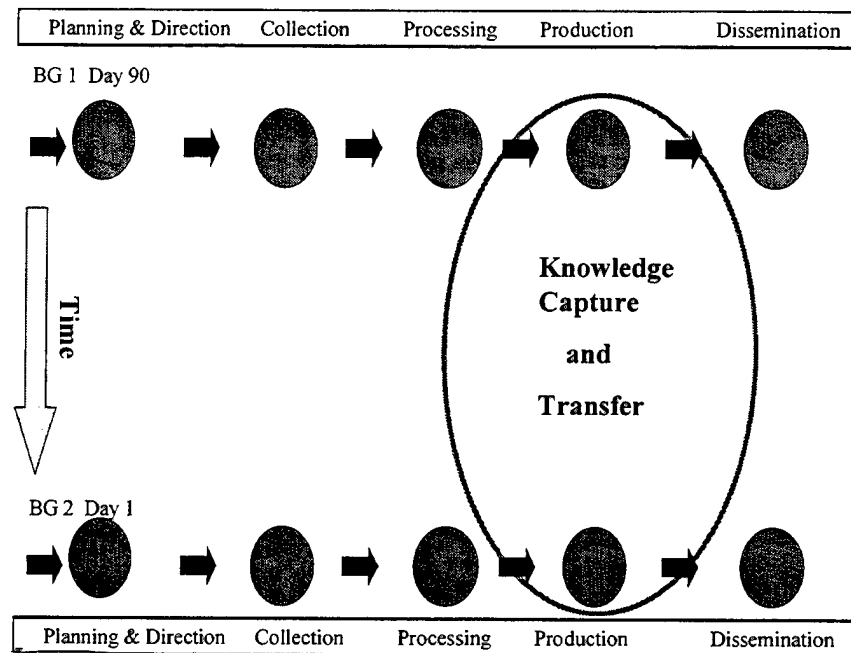 Planning & Direction Collection Processing Production Dissemination
BG 1 Day 90
Time
Knowledge
Capture
and
Transfer
BG 2 Day 1
Planning & Direction Collection Processing Production Dissemination